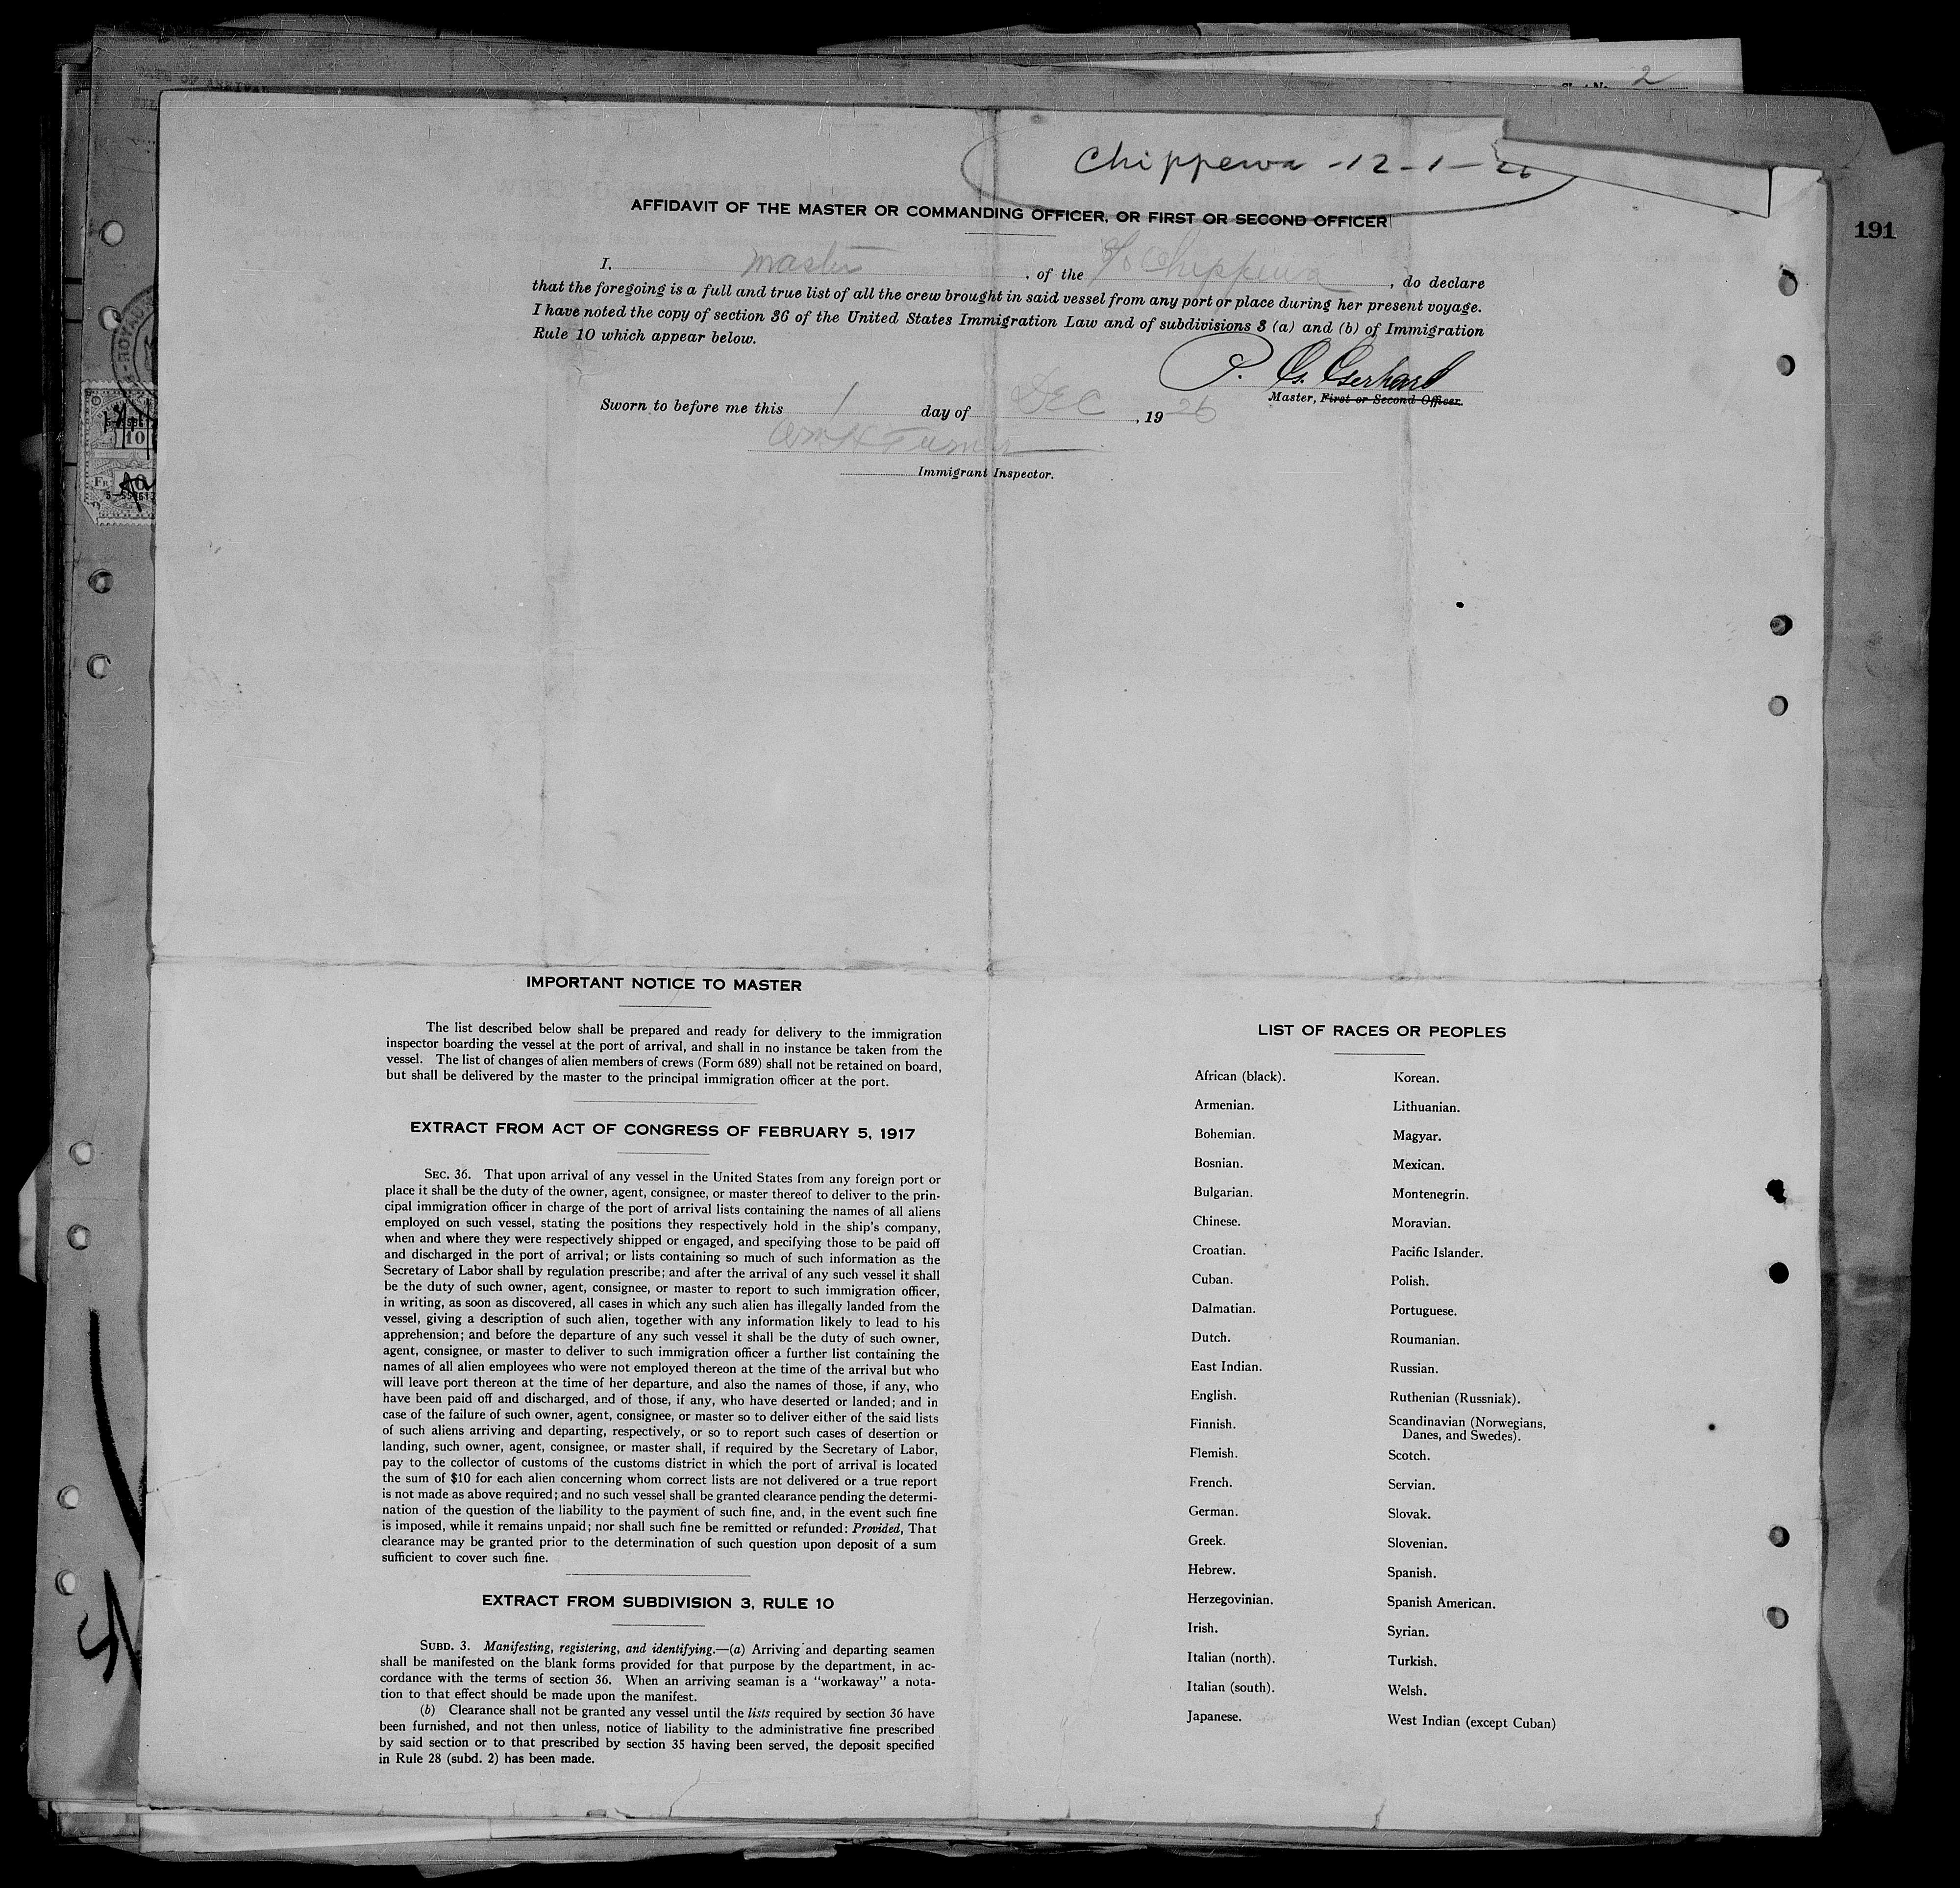 2
Chippewa -12-1-26
191
AFFIDAVIT OF THE MASTER OR COMMANDING OFFICER, OR FIRST OR SECOND OFFICER
I, master, of the S/S Chippewa, do declare
that the foregoing is a full and true list of all the crew brought in said vessel from any port or place during her present voyage.
I have noted the copy of section 36 of the United States Immigration Law and of subdivisions 3 (a) and (b) of Immigration
Rule 10 which appear below.
P. G. Gerhard
Master, First or Second Officer.
Sworn to before me this 1 day of Dec, 1926
Wm H Turner
Immigrant Inspector.
IMPORTANT NOTICE TO MASTER
The list described below shall be prepared and ready for delivery to the immigration
inspector boarding the vessel at the port of arrival, and shall in no instance be taken from the
vessel. The list of changes of alien members of crews (Form 689) shall not be retained on board,
but shall be delivered by the master to the principal immigration officer at the port.
EXTRACT FROM ACT OF CONGRESS OF FEBRUARY 5, 1917
SEC. 36. That upon arrival of any vessel in the United States from any foreign port or
place it shall be the duty of the owner, agent, consignee, or master thereof to deliver to the prin-
cipal immigration officer in charge of the port of arrival lists containing the names of all aliens
employed on such vessel, stating the positions they respectively hold in the ship's company,
when and where they were respectively shipped or engaged, and specifying those to be paid off
and discharged in the port of arrival; or lists containing so much of such information as the
Secretary of Labor shall by regulation prescribe; and after the arrival of any such vessel it shall
be the duty of such owner, agent, consignee, or master to report to such immigration officer,
in writing, as soon as discovered, all cases in which any such alien has illegally landed from the
vessel, giving a description of such alien, together with any information likely to lead to his
apprehension; and before the departure of any such vessel it shall be the duty of such owner,
agent, consignee, or master to deliver to such immigration officer a further list containing the
names of all alien employees who were not employed thereon at the time of the arrival but who
will leave port thereon at the time of her departure, and also the names of those, if any, who
have been paid off and discharged, and of those, if any, who have deserted or landed; and in
case of the failure of such owner, agent, consignee, or master so to deliver either of the said lists
of such aliens arriving and departing, respectively, or so to report such cases of desertion or
landing, such owner, agent, consignee, or master shall, if required by the Secretary of Labor,
pay to the collector of customs of the customs district in which the port of arrival is located
the sum of $10 for each alien concerning whom correct lists are not delivered or a true report
is not made as above required; and no such vessel shall be granted clearance pending the determi-
nation of the question of the liability to the payment of such fine, and, in the event such fine
is imposed, while it remains unpaid; nor shall such fine be remitted or refunded: Provided, That
clearance may be granted prior to the determination of such question upon deposit of a sum
sufficient to cover such fine.
EXTRACT FROM SUBDIVISION 3, RULE 10
SUBD. 3. Manifesting, registering, and identifying.—(a) Arriving and departing seamen
shall be manifested on the blank forms provided for that purpose by the department, in ac-
cordance with the terms of section 36. When an arriving seaman is a "workaway" a nota-
tion to that effect should be made upon the manifest.
(b) Clearance shall not be granted any vessel until the lists required by section 36 have
been furnished, and not then unless, notice of liability to the administrative fine prescribed
by said section or to that prescribed by section 35 having been served, the deposit specified
in Rule 28 (subd. 2) has been made.
LIST OF RACES OR PEOPLES
African (black).
Armenian.
Bohemian.
Bosnian.
Bulgarian.
Chinese.
Croatian.
Cuban.
Dalmatian.
Dutch.
East Indian.
English.
Finnish.
Flemish.
French.
German.
Greek.
Hebrew.
Herzegovinian.
Irish.
Italian (north).
Italian (south).
Japanese.
Korean.
Lithuanian.
Magyar.
Mexican.
Montenegrin.
Moravian.
Pacific Islander.
Polish.
Portuguese.
Roumanian.
Russian.
Ruthenian (Russniak).
Scandinavian (Norwegians,
Danes, and Swedes).
Scotch.
Servian.
Slovak.
Slovenian.
Spanish.
Spanish American.
Syrian.
Turkish.
Welsh.
West Indian (except Cuban)